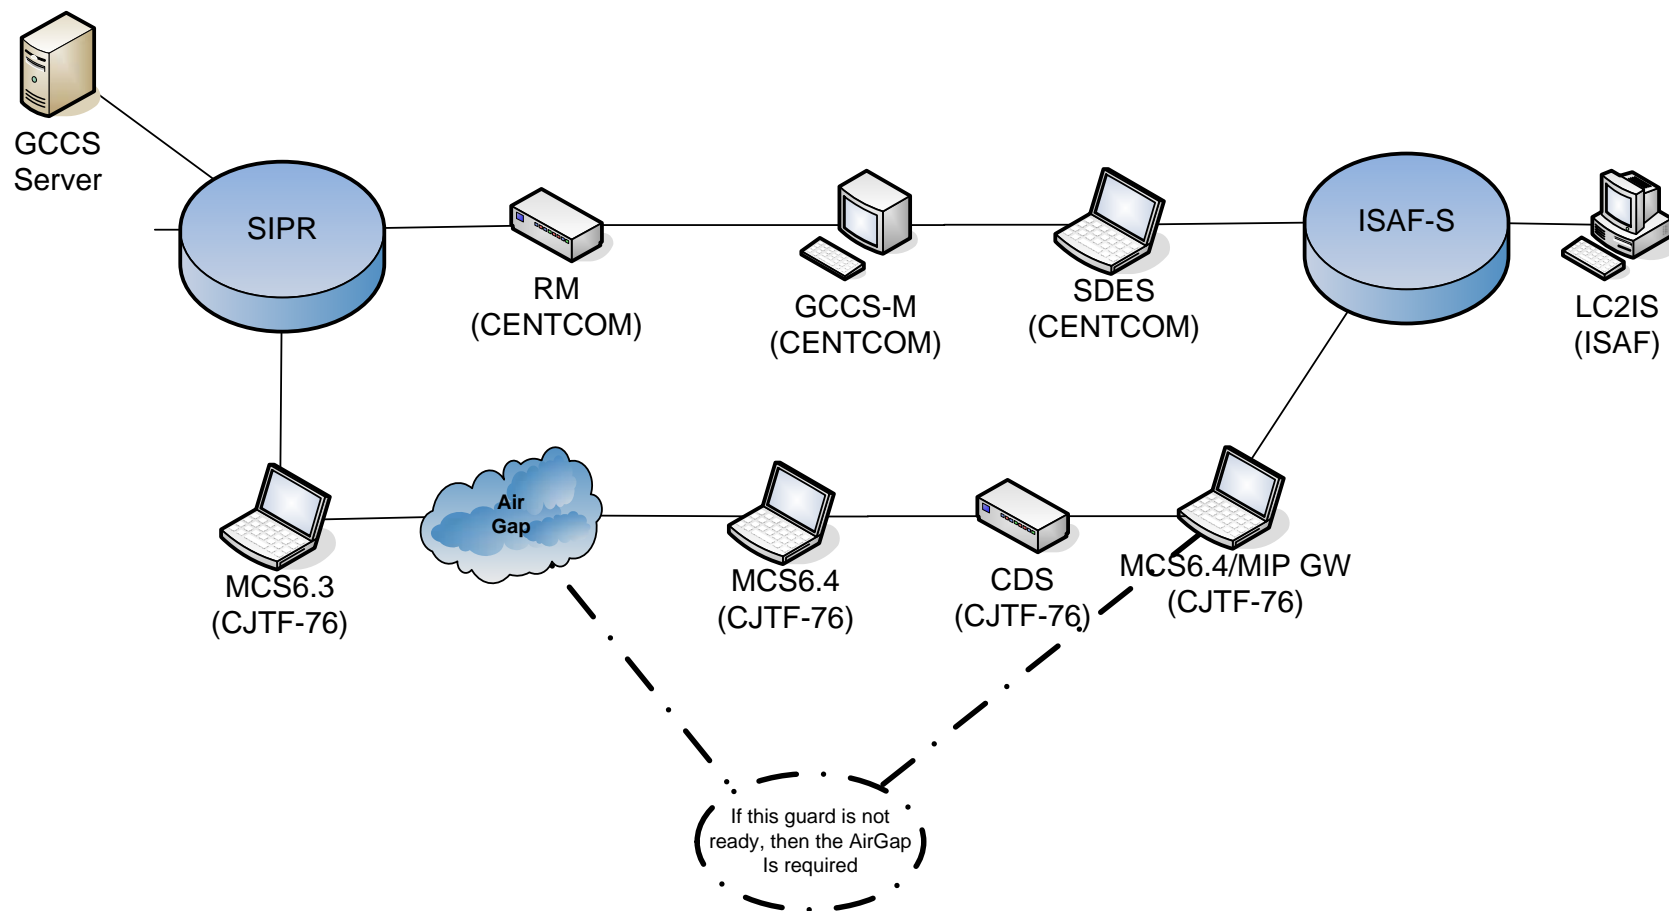 GCCS
Server
SIPR
RM
(CENTCOM)
GCCS-M
(CENTCOM)
SDES
(CENTCOM)
ISAF-S
LC2IS
(ISAF)
MCS6.3
(CJTF-76)
Air
Gap
MCS6.4
(CJTF-76)
CDS
(CJTF-76)
MCS6.4/MIP GW
(CJTF-76)
If this guard is not
ready, then the AirGap
Is required